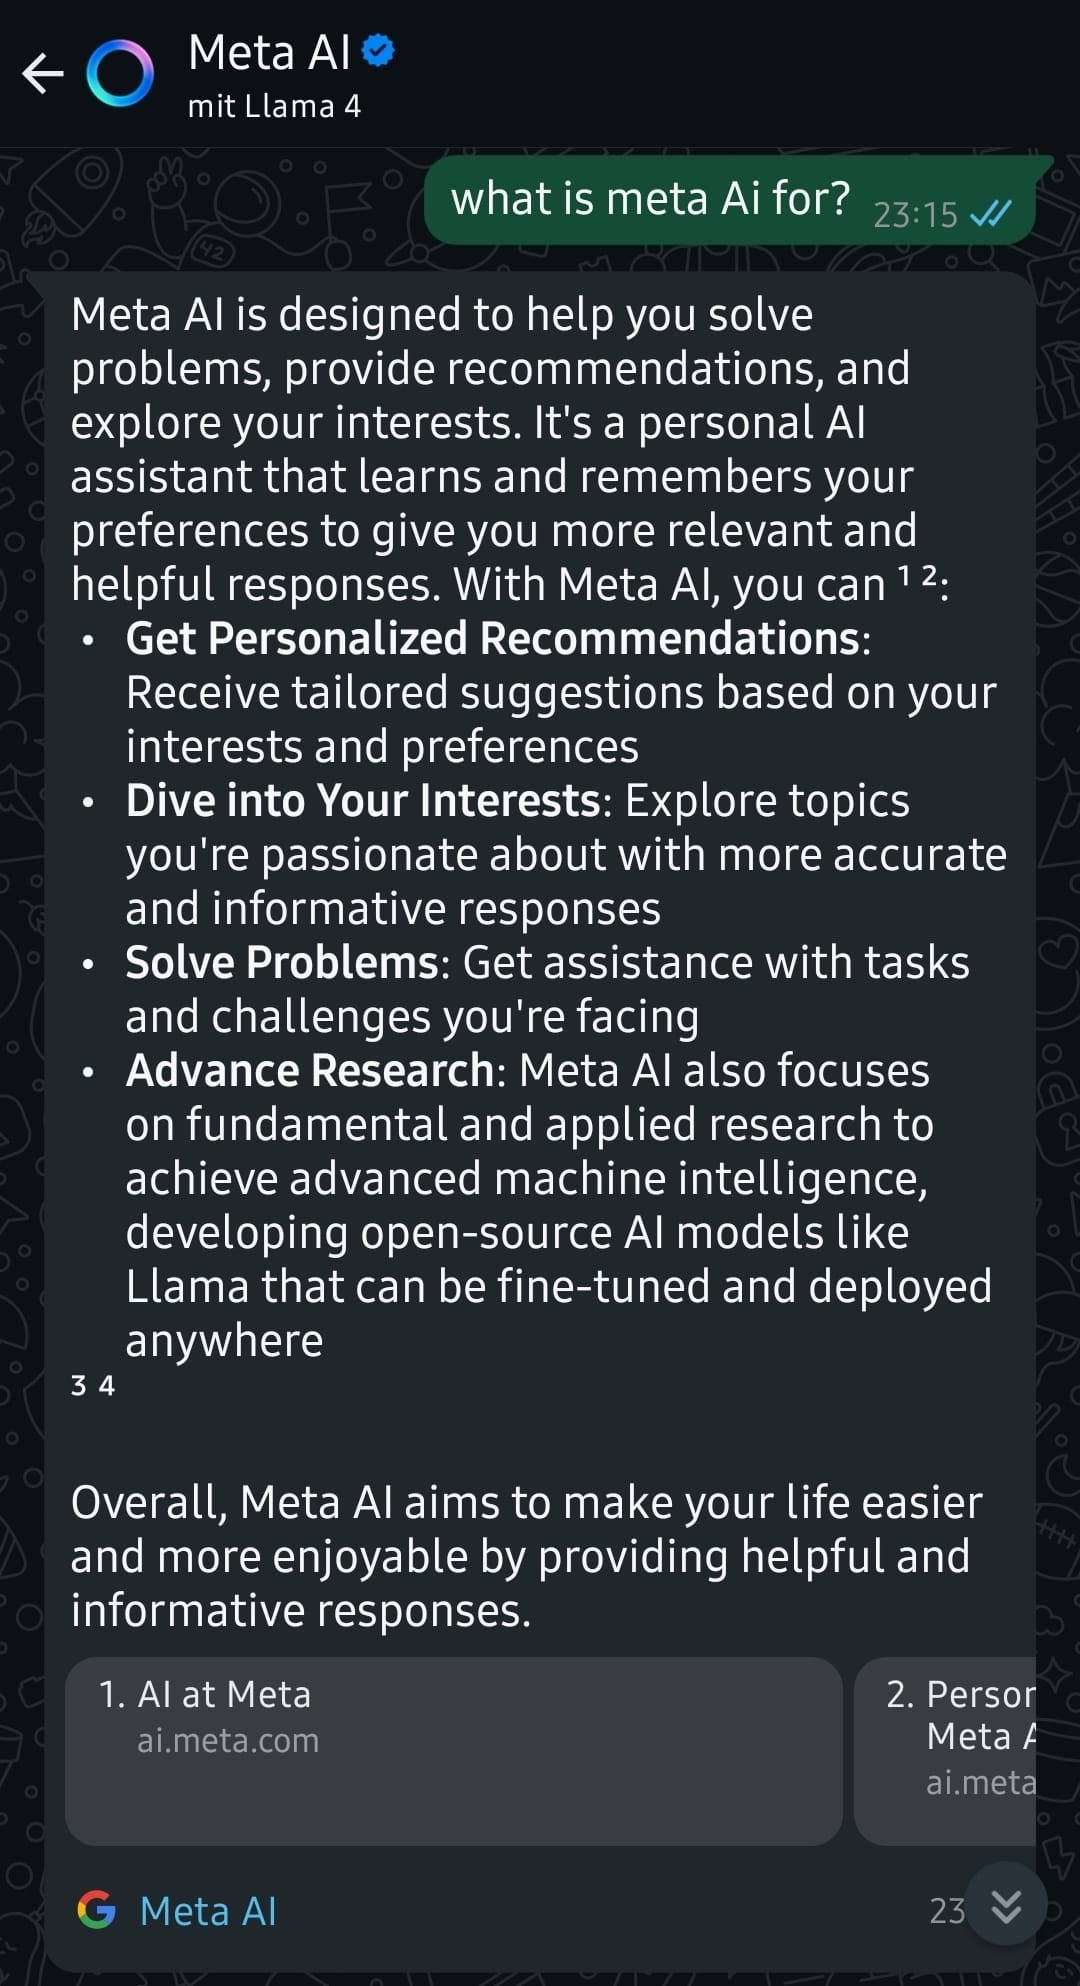 Meta AI
mit Llama 4
what is meta Ai for?
23:15
Meta AI is designed to help you solve
problems, provide recommendations, and
explore your interests. It's a personal AI
assistant that learns and remembers your
preferences to give you more relevant and
helpful responses. With Meta AI, you can ¹ ²:
• Get Personalized Recommendations:
Receive tailored suggestions based on your
interests and preferences
• Dive into Your Interests: Explore topics
you're passionate about with more accurate
and informative responses
• Solve Problems: Get assistance with tasks
and challenges you're facing
• Advance Research: Meta AI also focuses
on fundamental and applied research to
achieve advanced machine intelligence,
developing open-source AI models like
Llama that can be fine-tuned and deployed
anywhere
³ ⁴
Overall, Meta AI aims to make your life easier
and more enjoyable by providing helpful and
informative responses.
1. AI at Meta
ai.meta.com
2. Person
Meta A
ai.meta
G Meta AI
23